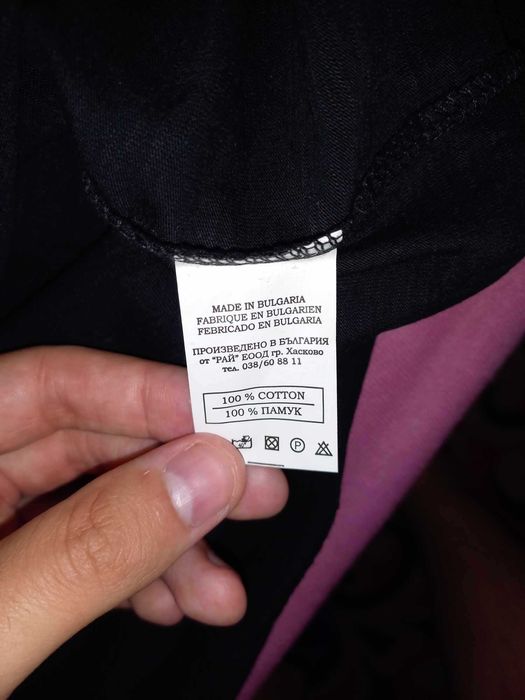 MADE IN BULGARIA
FABRIQUE EN BULGARIEN
FEBRICADO EN BULGARIA
ПРОИЗВЕДЕНО В БЪЛГАРИЯ
от "РАЙ" ЕООД гр. Хасково
тел. 038/60 88 11
100 % COTTON
100 % ПАМУК
P